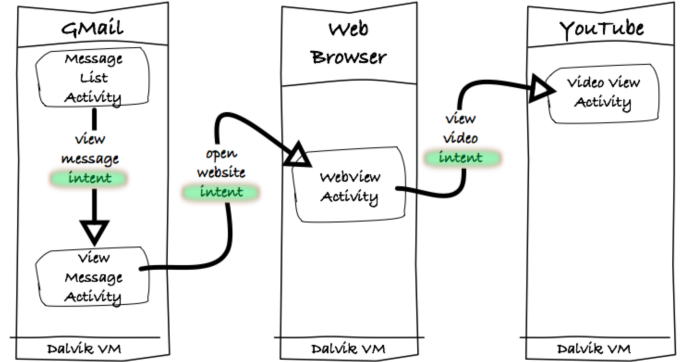 GMail
Message
List
Activity
view
message
intent
View
Message
Activity
Dalvik VM
open
website
intent
Web
Browser
WebView
Activity
Dalvik VM
view
video
intent
YouTube
Video View
Activity
Dalvik VM